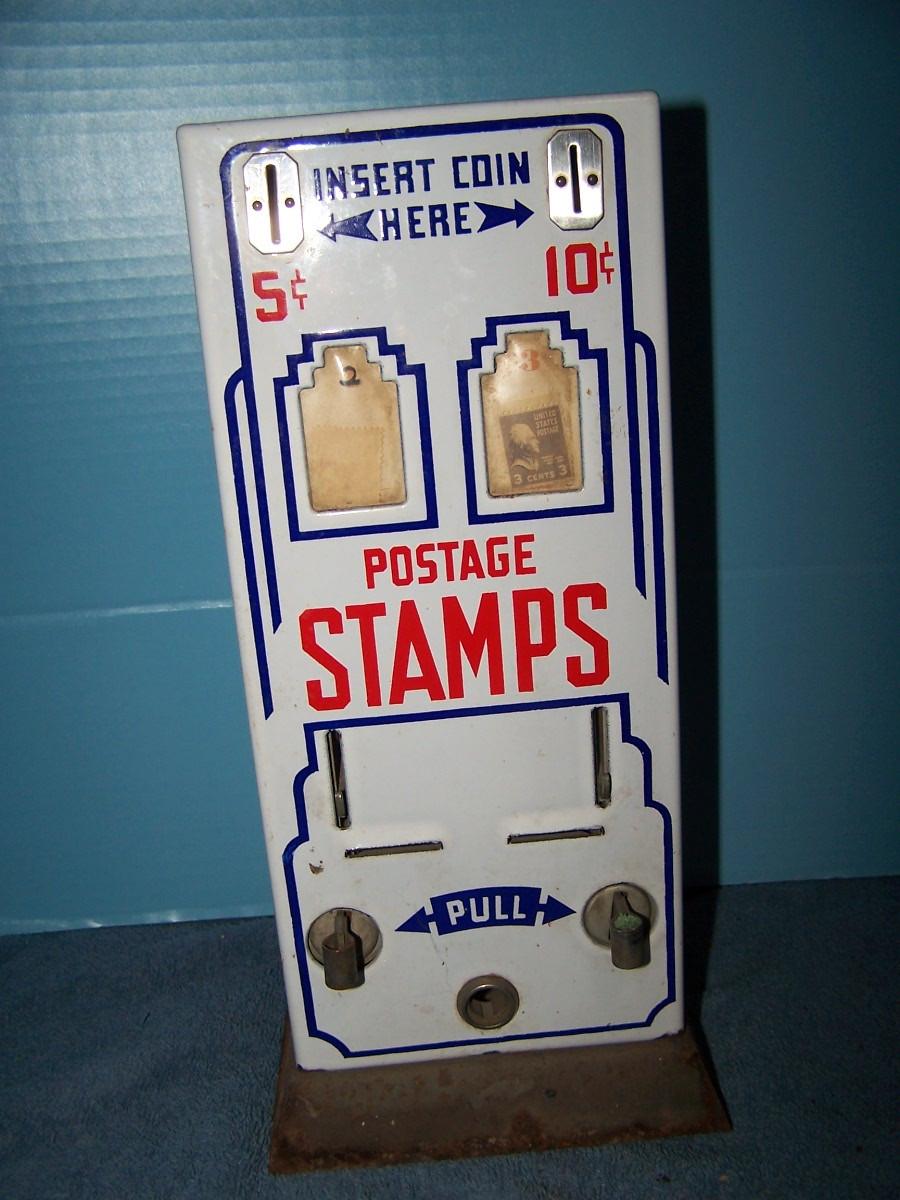 INSERT COIN
HERE
5¢
10¢
2
3
UNITED
STATES
POSTAGE
3 CENTS 3
POSTAGE
STAMPS
PULL